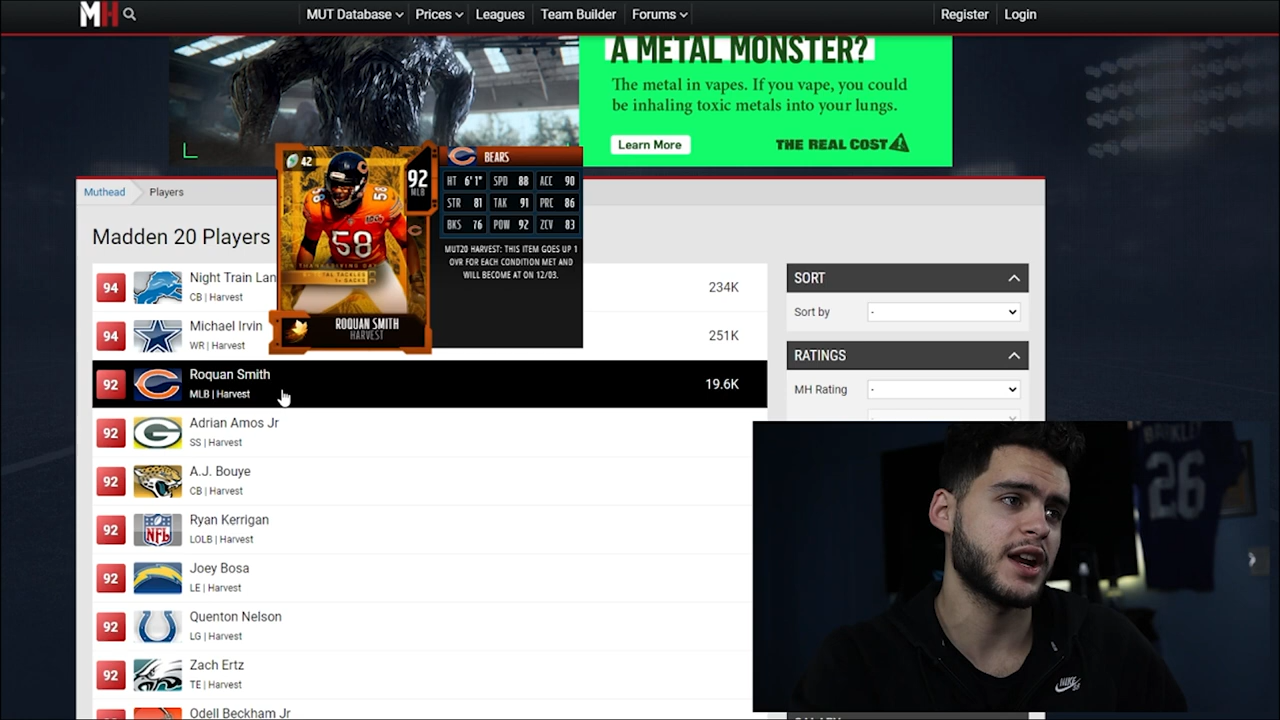 MH
MUT Database
Prices
Leagues
Team Builder
Forums
Register
Login
A METAL MONSTER?
The metal in vapes. If you vape, you could
be inhaling toxic metals into your lungs.
Learn More
THE REAL COST
Muthead
Players
Madden 20 Players
42
92
MLB
58
ROQUAN SMITH
HARVEST
BEARS
HT 6' 1" SPD 88 ACC 90
STR 81 TAK 91 PRC 86
BKS 76 POW 92 ZCV 83
MUT20 HARVEST: THIS ITEM GOES UP 1
OVR FOR EACH CONDITION MET AND
WILL BECOME AT ON 12/03.
94
Night Train Lan
CB | Harvest
234K
94
Michael Irvin
WR | Harvest
251K
92
Roquan Smith
MLB | Harvest
19.6K
92
Adrian Amos Jr
SS | Harvest
92
A.J. Bouye
CB | Harvest
92
Ryan Kerrigan
LOLB | Harvest
92
Joey Bosa
LE | Harvest
92
Quenton Nelson
LG | Harvest
92
Zach Ertz
TE | Harvest
Odell Beckham Jr
SORT
Sort by
-
RATINGS
MH Rating
-
26
NIKE